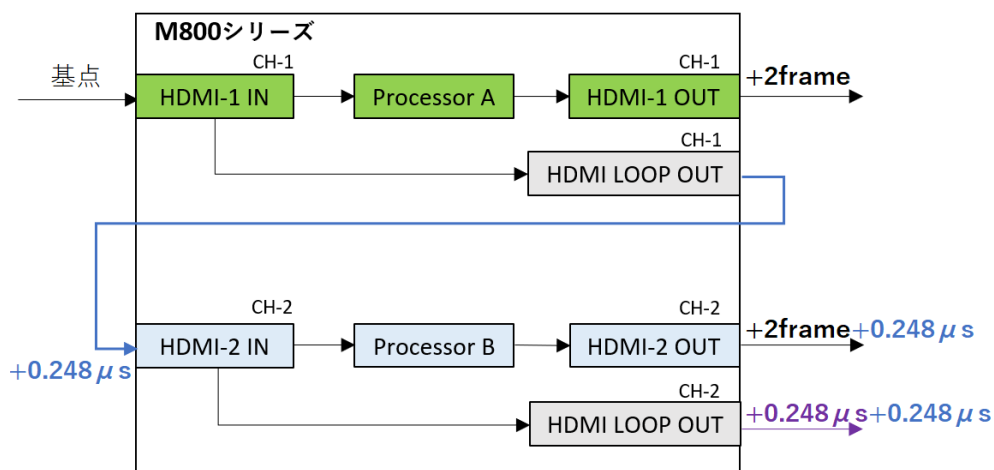 M800シリーズ
基点
CH-1
CH-1
+2frame
HDMI-1 IN
Processor A
HDMI-1 OUT
CH-1
HDMI LOOP OUT
CH-2
CH-2
+2frame+0.248μs
HDMI-2 IN
Processor B
HDMI-2 OUT
+0.248μs
CH-2
+0.248μs+0.248μs
HDMI LOOP OUT